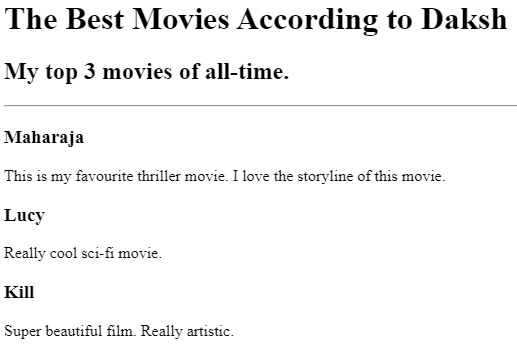 The Best Movies According to Daksh
My top 3 movies of all-time.
Maharaja
This is my favourite thriller movie. I love the storyline of this movie.
Lucy
Really cool sci-fi movie.
Kill
Super beautiful film. Really artistic.